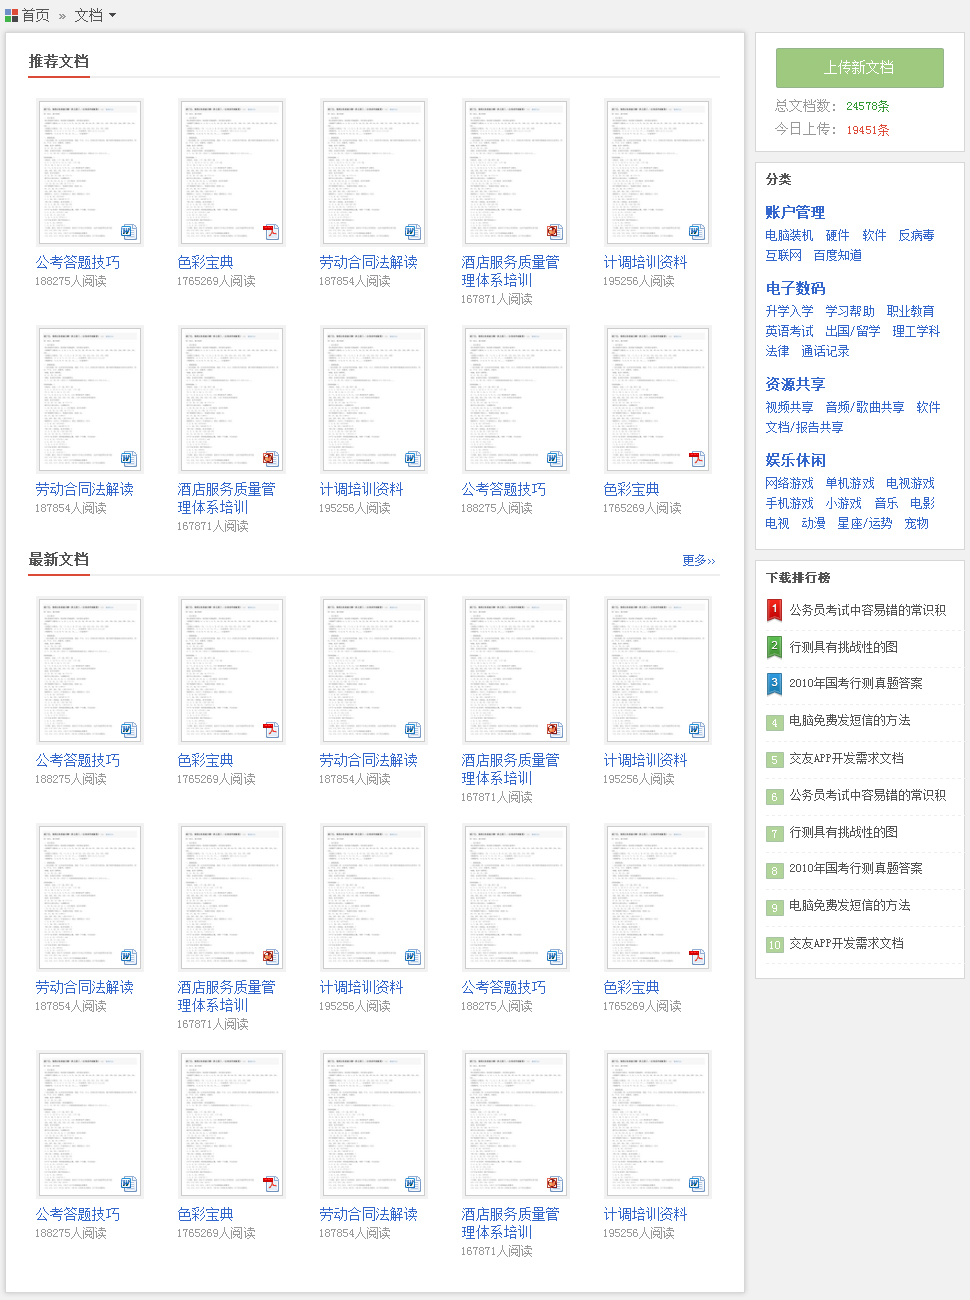 首页 » 文档
推荐文档
公考答题技巧
188275人阅读
色彩宝典
1765269人阅读
劳动合同法解读
187854人阅读
酒店服务质量管
理体系培训
167871人阅读
计调培训资料
195256人阅读
劳动合同法解读
187854人阅读
酒店服务质量管
理体系培训
167871人阅读
计调培训资料
195256人阅读
公考答题技巧
188275人阅读
色彩宝典
1765269人阅读
最新文档
更多››
公考答题技巧
188275人阅读
色彩宝典
1765269人阅读
劳动合同法解读
187854人阅读
酒店服务质量管
理体系培训
167871人阅读
计调培训资料
195256人阅读
劳动合同法解读
187854人阅读
酒店服务质量管
理体系培训
167871人阅读
计调培训资料
195256人阅读
公考答题技巧
188275人阅读
色彩宝典
1765269人阅读
公考答题技巧
188275人阅读
色彩宝典
1765269人阅读
劳动合同法解读
187854人阅读
酒店服务质量管
理体系培训
167871人阅读
计调培训资料
195256人阅读
上传新文档
总文档数： 24578条
今日上传： 19451条
分类
账户管理
电脑装机 硬件 软件 反病毒
互联网 百度知道
电子数码
升学入学 学习帮助 职业教育
英语考试 出国/留学 理工学科
法律 通话记录
资源共享
视频共享 音频/歌曲共享 软件
文档/报告共享
娱乐休闲
网络游戏 单机游戏 电视游戏
手机游戏 小游戏 音乐 电影
电视 动漫 星座/运势 宠物
下载排行榜
1 公务员考试中容易错的常识积
2 行测具有挑战性的图
3 2010年国考行测真题答案
4 电脑免费发短信的方法
5 交友APP开发需求文档
6 公务员考试中容易错的常识积
7 行测具有挑战性的图
8 2010年国考行测真题答案
9 电脑免费发短信的方法
10 交友APP开发需求文档